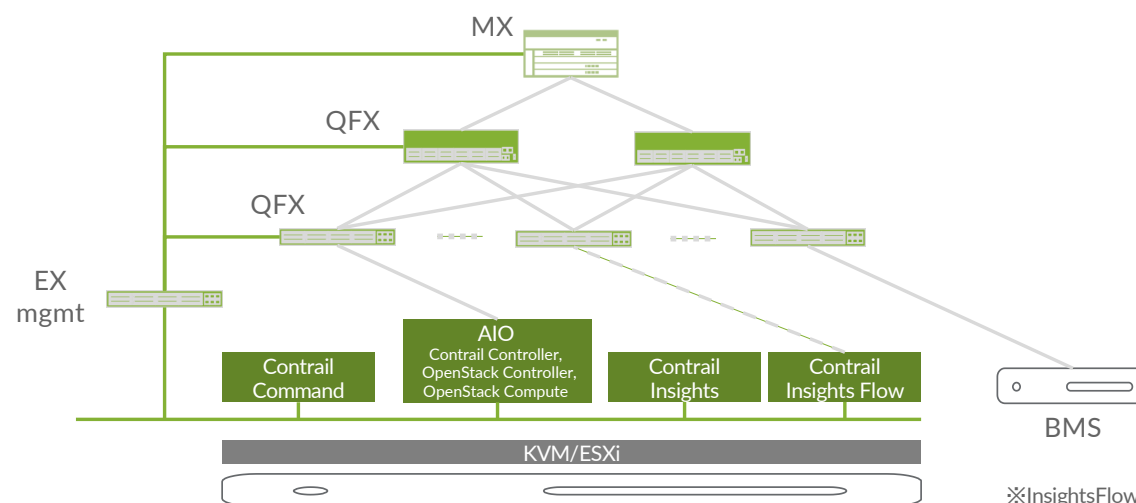 MX
QFX
QFX
EX
mgmt
AIO
Contrail Controller,
OpenStack Controller,
OpenStack Compute
Contrail
Command
Contrail
Insights
Contrail
Insights Flow
BMS
KVM/ESXi
※InsightsFlow